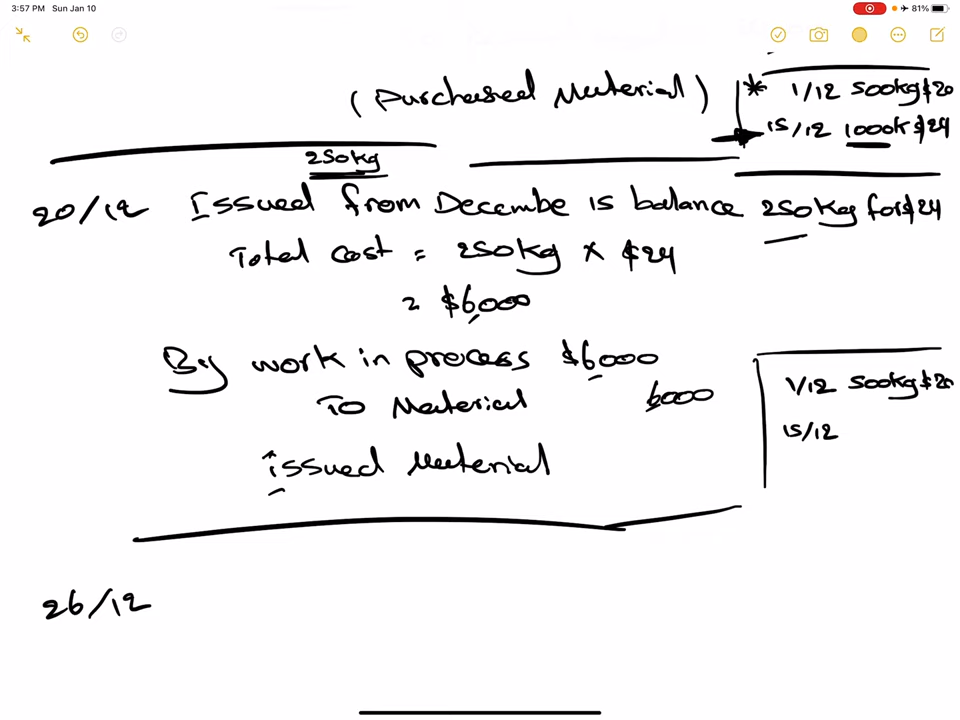 3:57 PM Sun Jan 10 81%
(Purchased Material) * 1/12 500kg $20
15/12 1000K $24
250kg
20/12 Issued from Decembe is balance 250kg for $24
Total cost = 250kg × $24
= $6,000
By work in process $6000
To Material 6000
issued Material
1/12 500kg $20
15/12
26/12